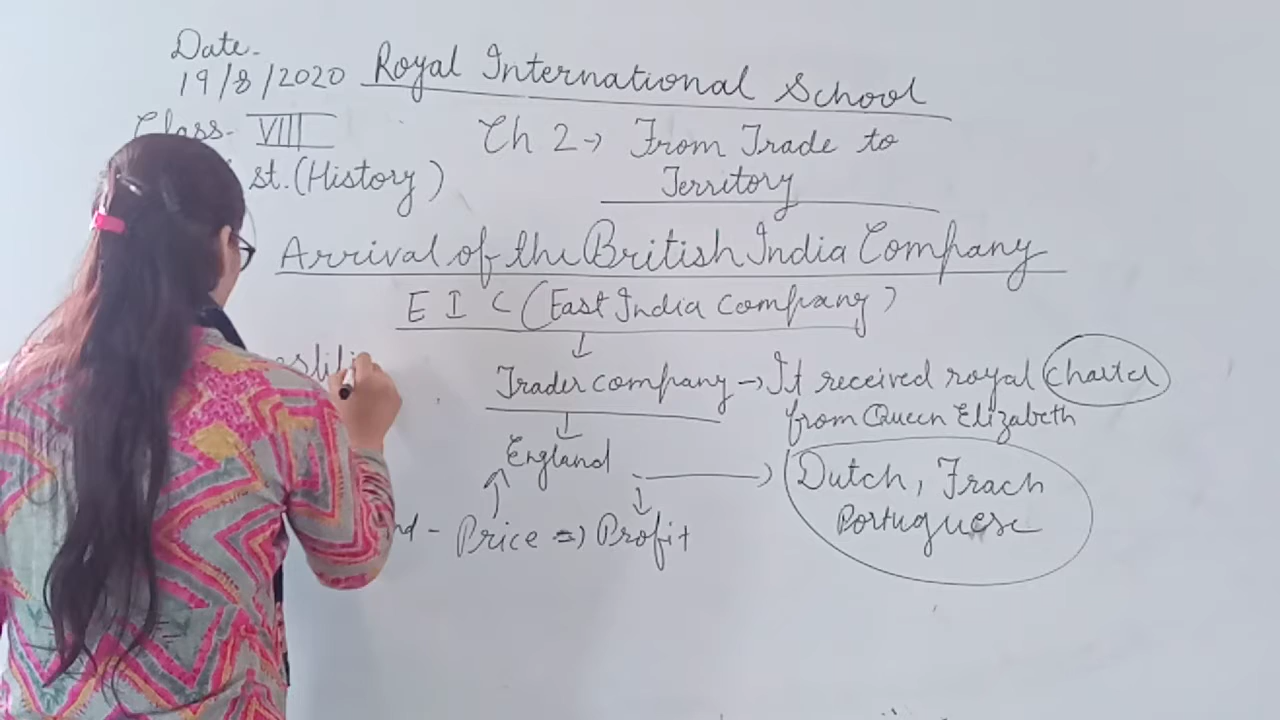 Date-
19/8/2020 Royal International School
Class- VIII
Ch 2 → From Trade to
st. (History)
Territory
Arrival of the British India Company
E I C (East India Company)
↓
Trader company → It received royal charter
from Queen Elizabeth
England
Dutch, Frach
Portuguese
nd - Price => Profit